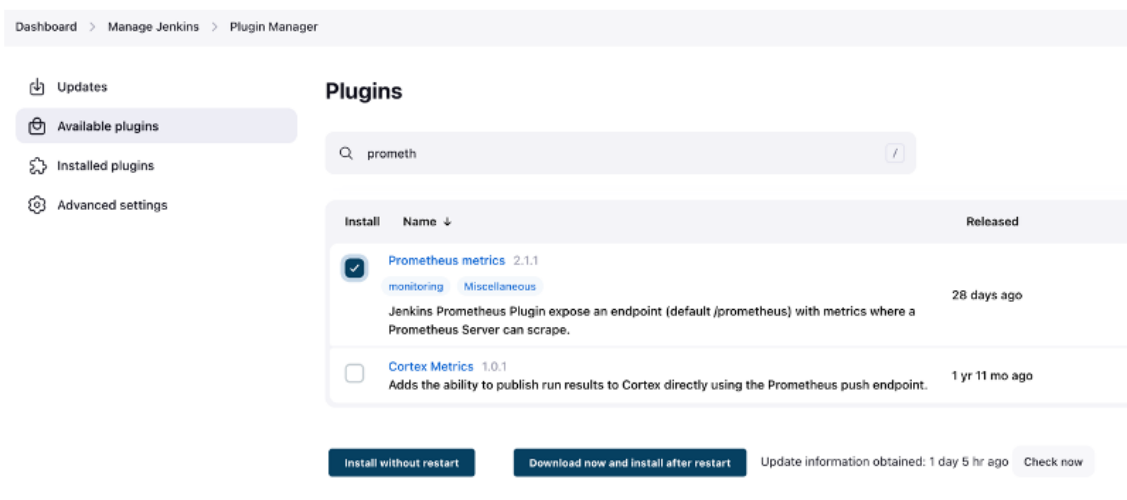 Dashboard > Manage Jenkins > Plugin Manager
Updates
Available plugins
Installed plugins
Advanced settings
Plugins
prometh /
Install Name ↓ Released
Prometheus metrics 2.1.1
monitoring Miscellaneous
Jenkins Prometheus Plugin expose an endpoint (default /prometheus) with metrics where a
Prometheus Server can scrape.
28 days ago
Cortex Metrics 1.0.1
Adds the ability to publish run results to Cortex directly using the Prometheus push endpoint.
1 yr 11 mo ago
Install without restart Download now and install after restart Update information obtained: 1 day 5 hr ago Check now